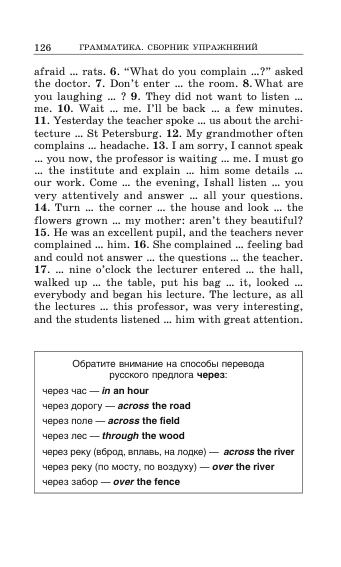 126 ГРАММАТИКА. СБОРНИК УПРАЖНЕНИЙ
afraid ... rats. 6. “What do you complain ...?” asked
the doctor. 7. Don’t enter ... the room. 8. What are
you laughing ... ? 9. They did not want to listen ...
me. 10. Wait ... me. I’ll be back ... a few minutes.
11. Yesterday the teacher spoke ... us about the archi-
tecture ... St Petersburg. 12. My grandmother often
complains ... headache. 13. I am sorry, I cannot speak
... you now, the professor is waiting ... me. I must go
... the institute and explain ... him some details ...
our work. Come ... the evening, I shall listen ... you
very attentively and answer ... all your questions.
14. Turn ... the corner ... the house and look ... the
flowers grown ... my mother: aren’t they beautiful?
15. He was an excellent pupil, and the teachers never
complained ... him. 16. She complained ... feeling bad
and could not answer ... the questions ... the teacher.
17. ... nine o’clock the lecturer entered ... the hall,
walked up ... the table, put his bag ... it, looked ...
everybody and began his lecture. The lecture, as all
the lectures ... this professor, was very interesting,
and the students listened ... him with great attention.
Обратите внимание на способы перевода
русского предлога через:
через час — in an hour
через дорогу — across the road
через поле — across the field
через лес — through the wood
через реку (вброд, вплавь, на лодке) — across the river
через реку (по мосту, по воздуху) — over the river
через забор — over the fence